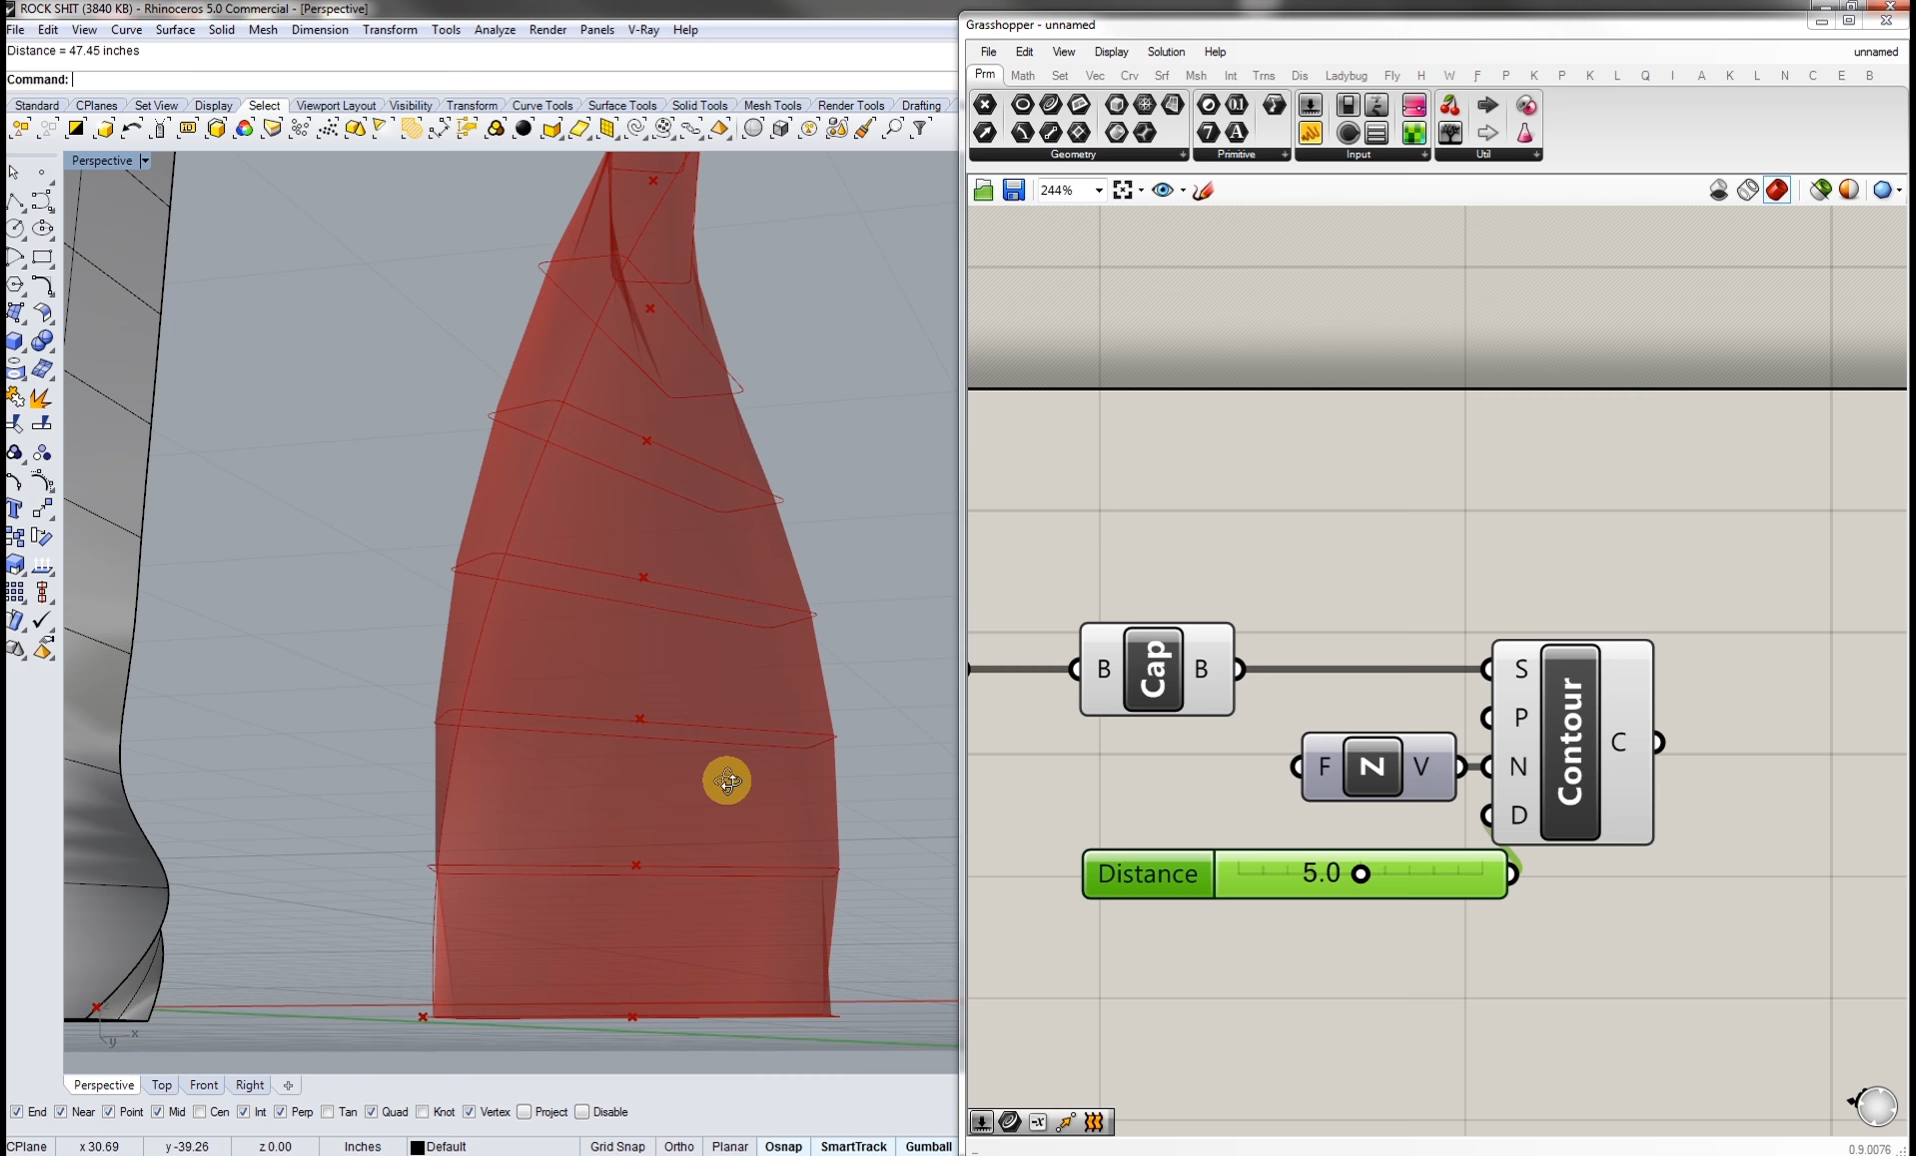 ROCK SHIT (3840 KB) - Rhinoceros 5.0 Commercial - [Perspective]
File Edit View Curve Surface Solid Mesh Dimension Transform Tools Analyze Render Panels V-Ray Help
Distance = 47.45 inches
Command:
Standard CPlanes Set View Display Select Viewport Layout Visibility Transform Curve Tools Surface Tools Solid Tools Mesh Tools Render Tools Drafting
Perspective
x
y
Perspective Top Front Right
End Near Point Mid Cen Int Perp Tan Quad Knot Vertex Project Disable
CPlane x 30.69 y -39.26 z 0.00 Inches Default Grid Snap Ortho Planar Osnap SmartTrack Gumball
Grasshopper - unnamed
File Edit View Display Solution Help unnamed
Prm Math Set Vec Crv Srf Msh Int Trns Dis Ladybug Fly H W F P K P K L Q I A K L N C E B
Geometry Primitive Input Util
244%
B Cap B
S
P
N
D
Contour
C
F Z V
Distance 5.0
0.9.0076